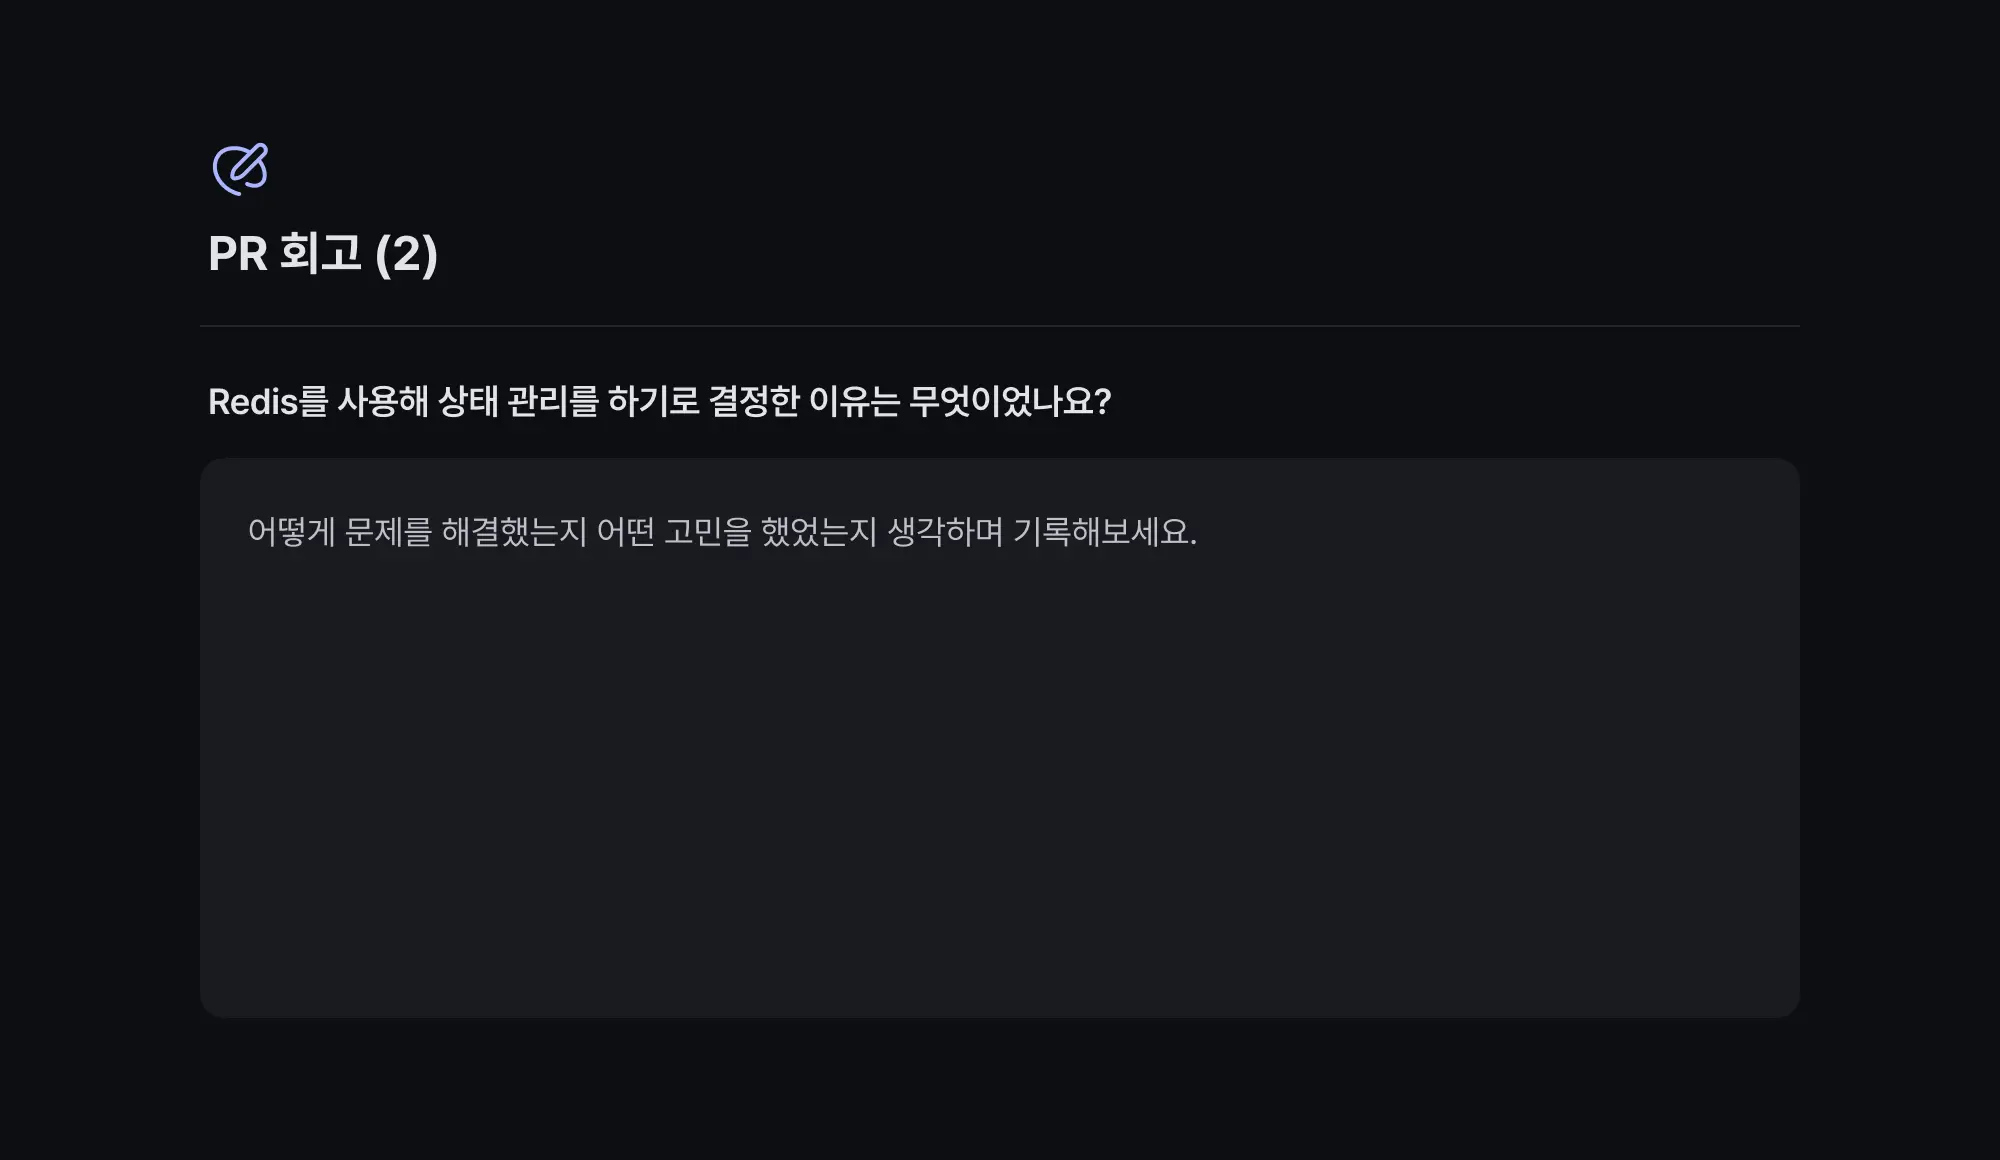 PR 회고 (2)
Redis를 사용해 상태 관리를 하기로 결정한 이유는 무엇이었나요?
어떻게 문제를 해결했는지 어떤 고민을 했었는지 생각하며 기록해보세요.